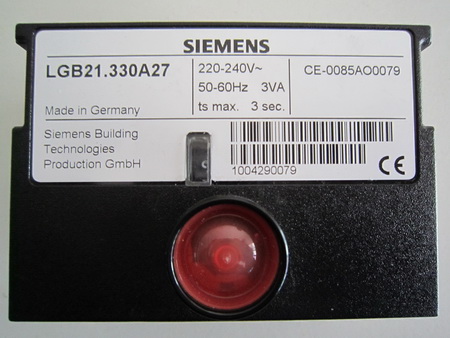 SIEMENS
LGB21.330A27
220-240V~
CE-0085AO0079
50-60Hz 3VA
ts max. 3 sec.
Made in Germany
Siemens Building
Technologies
Production GmbH
1004290079
CE